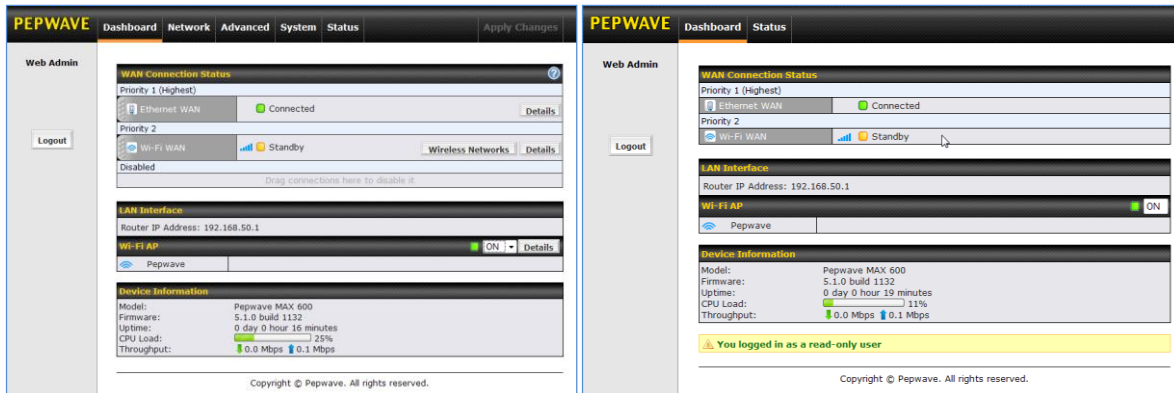 PEPWAVE Dashboard Network Advanced System Status Apply Changes
Web Admin
Logout
WAN Connection Status
Priority 1 (Highest)
Ethernet WAN Connected Details
Priority 2
Wi-Fi WAN Standby Wireless Networks Details
Disabled
Drag connections here to disable it
LAN Interface
Router IP Address: 192.168.50.1
Wi-Fi AP ON Details
Pepwave
Device Information
Model: Pepwave MAX 600
Firmware: 5.1.0 build 1132
Uptime: 0 day 0 hour 16 minutes
CPU Load: 25%
Throughput: 0.0 Mbps 0.1 Mbps
Copyright © Pepwave. All rights reserved.
PEPWAVE Dashboard Status
Web Admin
Logout
WAN Connection Status
Priority 1 (Highest)
Ethernet WAN Connected
Priority 2
Wi-Fi WAN Standby
LAN Interface
Router IP Address: 192.168.50.1
Wi-Fi AP ON
Pepwave
Device Information
Model: Pepwave MAX 600
Firmware: 5.1.0 build 1132
Uptime: 0 day 0 hour 19 minutes
CPU Load: 11%
Throughput: 0.0 Mbps 0.1 Mbps
You logged in as a read-only user
Copyright © Pepwave. All rights reserved.